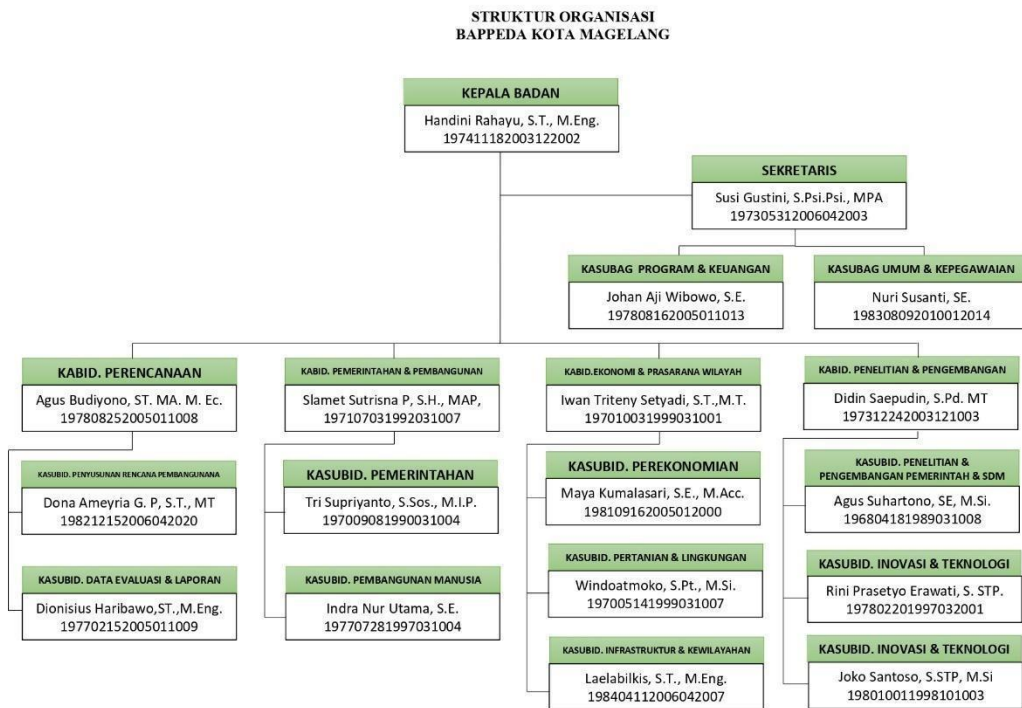 STRUKTUR ORGANISASI
BAPPEDA KOTA MAGELANG
KEPALA BADAN
Handini Rahayu, S.T., M.Eng.
197411182003122002
SEKRETARIS
Susi Gustini, S.Psi.Psi., MPA
197305312006042003
KASUBAG PROGRAM & KEUANGAN
Johan Aji Wibowo, S.E.
197808162005011013
KASUBAG UMUM & KEPEGAWAIAN
Nuri Susanti, SE.
198308092010012014
KABID. PERENCANAAN
Agus Budiyono, ST. MA. M. Ec.
197808252005011008
KABID. PEMERINTAHAN & PEMBANGUNAN
Slamet Sutrisna P, S.H., MAP,
197107031992031007
KABID.EKONOMI & PRASARANA WILAYAH
Iwan Triteny Setyadi, S.T.,M.T.
197010031999031001
KABID. PENELITIAN & PENGEMBANGAN
Didin Saepudin, S.Pd. MT
197312242003121003
KASUBID. PENYUSUNAN RENCANA PEMBANGUNANA
Dona Ameyria G. P, S.T., MT
198212152006042020
KASUBID. DATA EVALUASI & LAPORAN
Dionisius Haribawo,ST.,M.Eng.
197702152005011009
KASUBID. PEMERINTAHAN
Tri Supriyanto, S.Sos., M.I.P.
197009081990031004
KASUBID. PEMBANGUNAN MANUSIA
Indra Nur Utama, S.E.
197707281997031004
KASUBID. PEREKONOMIAN
Maya Kumalasari, S.E., M.Acc.
198109162005012000
KASUBID. PERTANIAN & LINGKUNGAN
Windoatmoko, S.Pt., M.Si.
197005141999031007
KASUBID. INFRASTRUKTUR & KEWILAYAHAN
Laelabilkis, S.T., M.Eng.
198404112006042007
KASUBID. PENELITIAN &
PENGEMBANGAN PEMERINTAH & SDM
Agus Suhartono, SE, M.Si.
196804181989031008
KASUBID. INOVASI & TEKNOLOGI
Rini Prasetyo Erawati, S. STP.
197802201997032001
KASUBID. INOVASI & TEKNOLOGI
Joko Santoso, S.STP, M.Si
198010011998101003